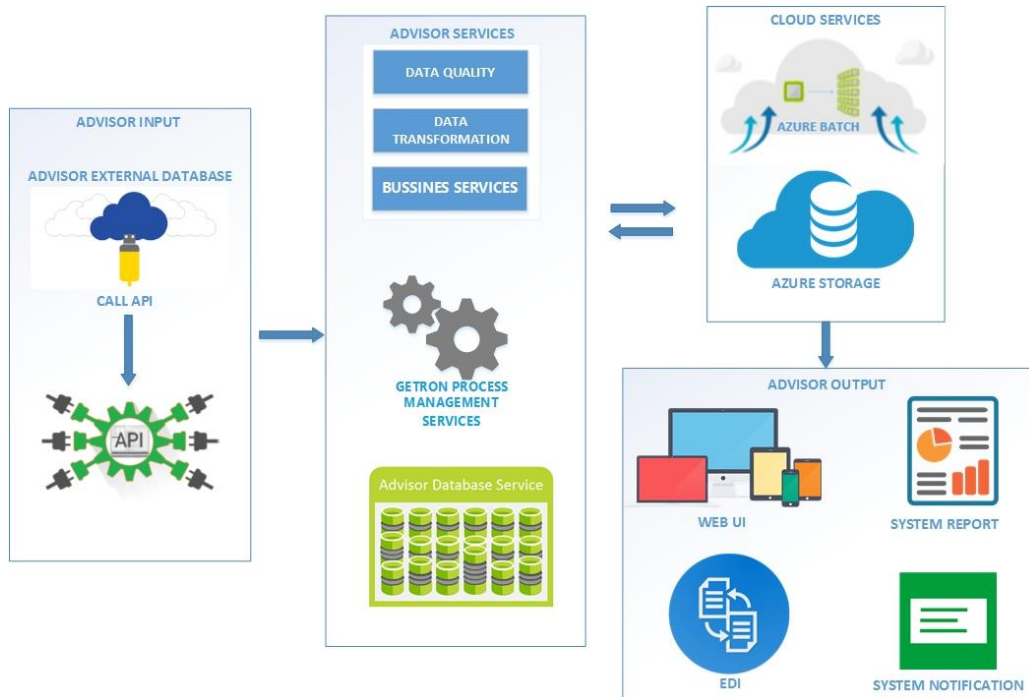 ADVISOR INPUT
ADVISOR EXTERNAL DATABASE
CALL API
API
ADVISOR SERVICES
DATA QUALITY
DATA
TRANSFORMATION
BUSSINES SERVICES
GETRON PROCESS
MANAGEMENT
SERVICES
Advisor Database Service
CLOUD SERVICES
AZURE BATCH
AZURE STORAGE
ADVISOR OUTPUT
WEB UI
SYSTEM REPORT
EDI
SYSTEM NOTIFICATION